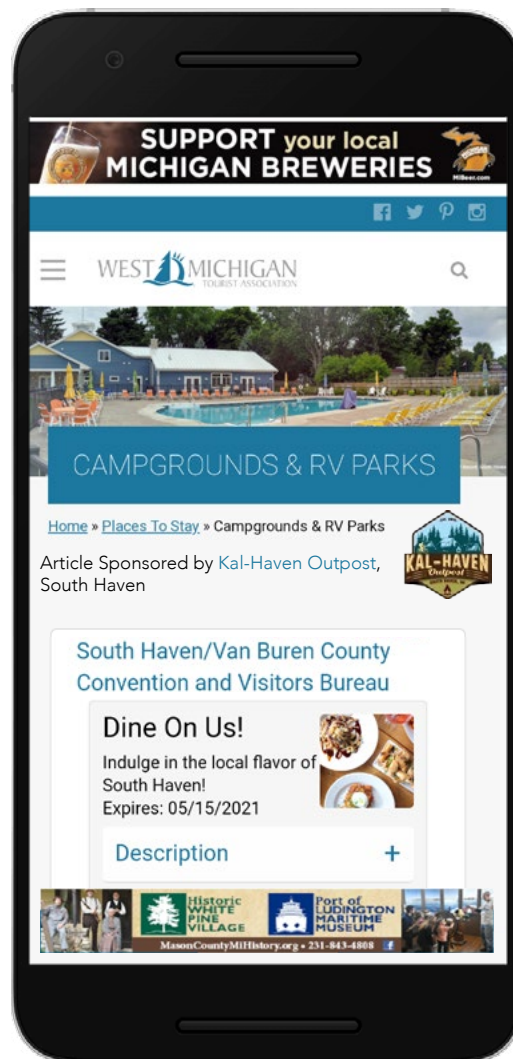 SUPPORT your local
MICHIGAN BREWERIES
MiBeer.com
WEST MICHIGAN
TOURIST ASSOCIATION
CAMPGROUNDS & RV PARKS
Home » Places To Stay » Campgrounds & RV Parks
Article Sponsored by Kal-Haven Outpost,
South Haven
KAL-HAVEN
Outpost
SOUTH HAVEN, MI
South Haven/Van Buren County
Convention and Visitors Bureau
Dine On Us!
Indulge in the local flavor of
South Haven!
Expires: 05/15/2021
Description +
Historic
WHITE
PINE
VILLAGE
Port of
LUDINGTON
MARITIME
MUSEUM
MasonCountyMiHistory.org • 231-843-4808